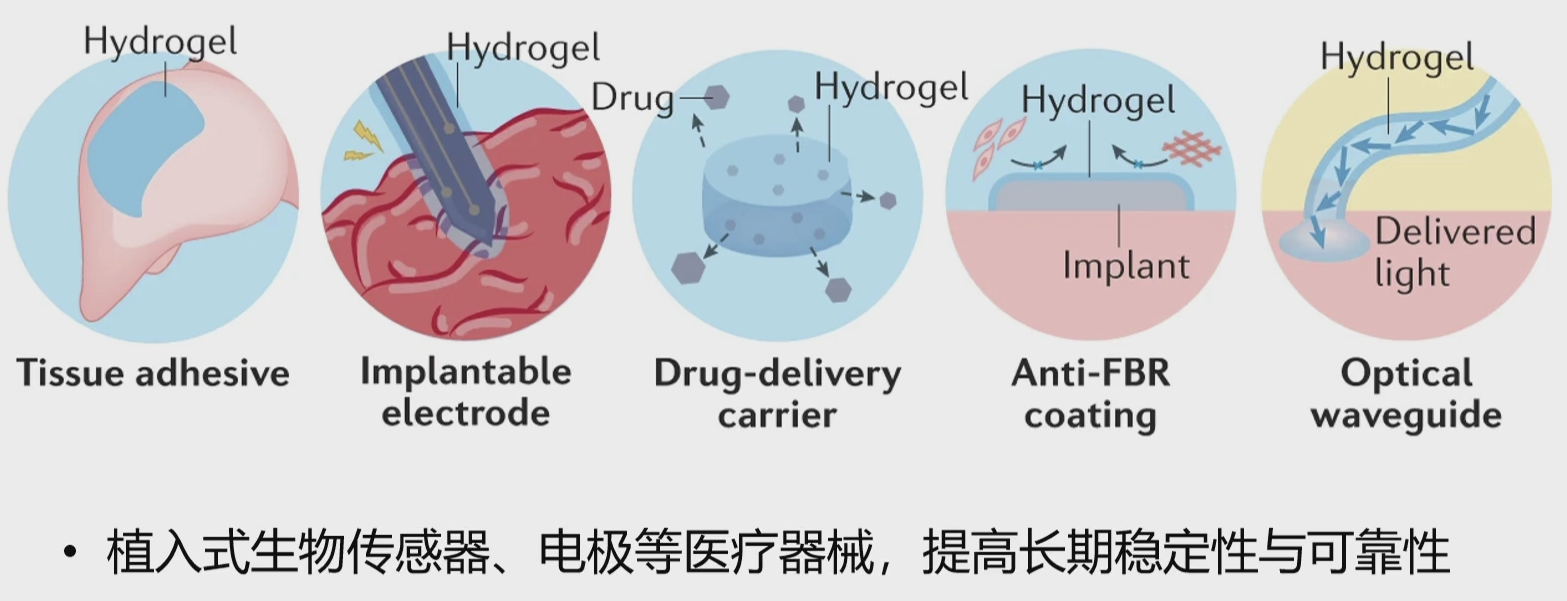 Hydrogel
Tissue adhesive
Hydrogel
Implantable
electrode
Drug
Hydrogel
Drug-delivery
carrier
Hydrogel
Implant
Anti-FBR
coating
Hydrogel
Delivered
light
Optical
waveguide
• 植入式生物传感器、电极等医疗器械，提高长期稳定性与可靠性